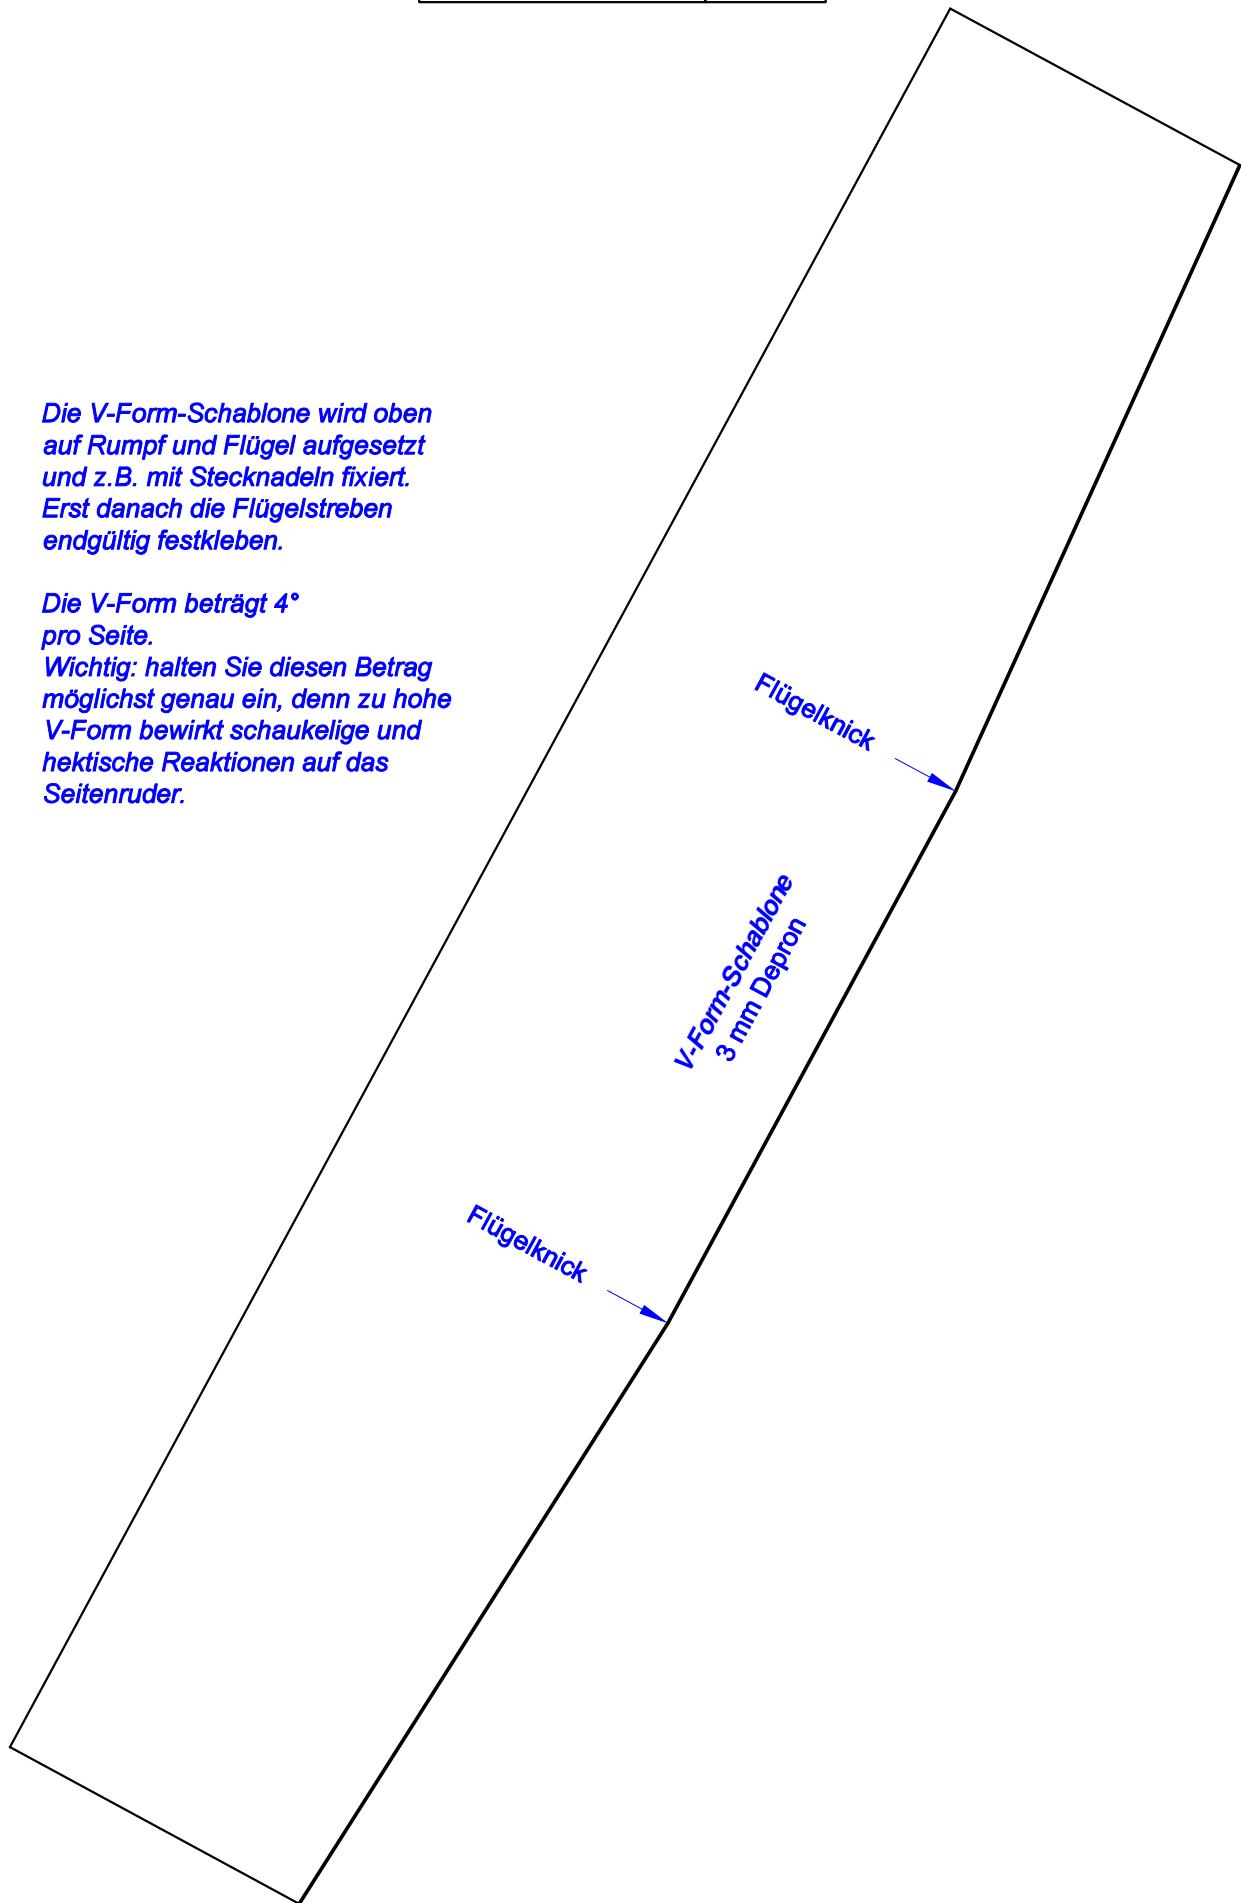 Die V-Form-Schablone wird oben
auf Rumpf und Flügel aufgesetzt
und z.B. mit Stecknadeln fixiert.
Erst danach die Flügelstreben
endgültig festkleben.
Die V-Form beträgt 4°
pro Seite.
Wichtig: halten Sie diesen Betrag
möglichst genau ein, denn zu hohe
V-Form bewirkt schaukelige und
hektische Reaktionen auf das
Seitenruder.
Flügelknick
V-Form-Schablone
3 mm Depron
Flügelknick